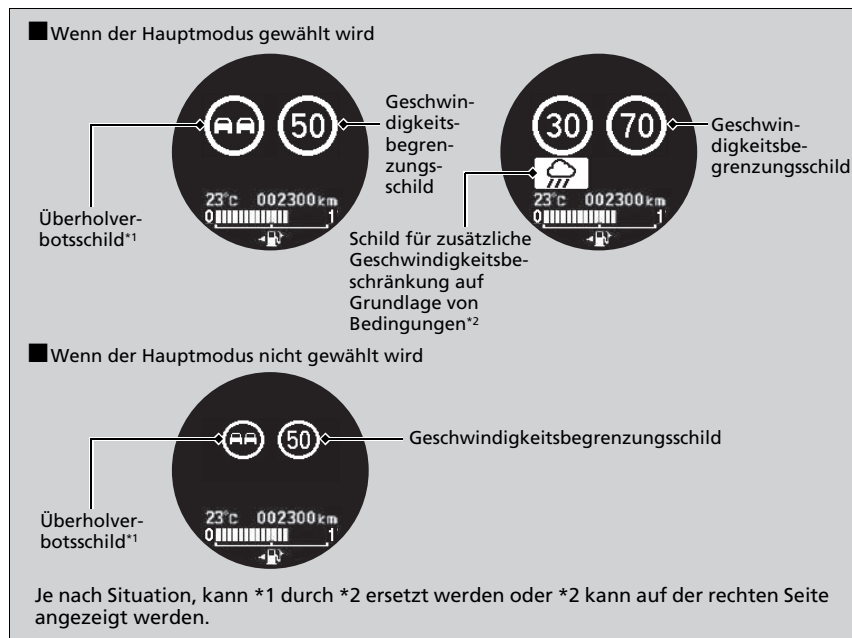 Wenn der Hauptmodus gewählt wird
50
Geschwin-
digkeits-
begren-
zungs-
schild
Überholver-
botsschild*1
23°c 002300km
0 1
30 70
Geschwin-
digkeitsbe-
grenzungsschild
23°c 002300km
0 1
Schild für zusätzliche
Geschwindigkeitsbe-
schränkung auf
Grundlage von
Bedingungen*2
Wenn der Hauptmodus nicht gewählt wird
50
Geschwindigkeitsbegrenzungsschild
Überholver-
botsschild*1
23°c 002300km
0 1
Je nach Situation, kann *1 durch *2 ersetzt werden oder *2 kann auf der rechten Seite
angezeigt werden.